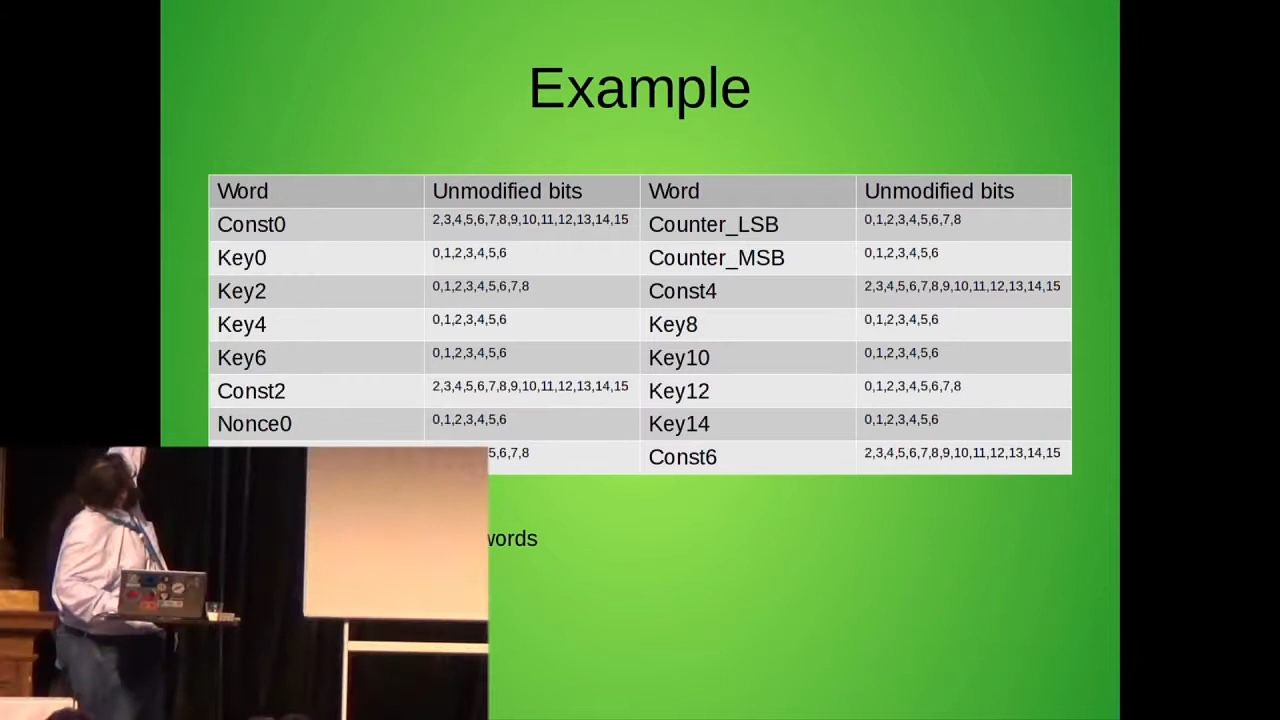 Example
Word Unmodified bits Word Unmodified bits
Const0 2,3,4,5,6,7,8,9,10,11,12,13,14,15 Counter_LSB 0,1,2,3,4,5,6,7,8
Key0 0,1,2,3,4,5,6 Counter_MSB 0,1,2,3,4,5,6
Key2 0,1,2,3,4,5,6,7,8 Const4 2,3,4,5,6,7,8,9,10,11,12,13,14,15
Key4 0,1,2,3,4,5,6 Key8 0,1,2,3,4,5,6
Key6 0,1,2,3,4,5,6 Key10 0,1,2,3,4,5,6
Const2 2,3,4,5,6,7,8,9,10,11,12,13,14,15 Key12 0,1,2,3,4,5,6,7,8
Nonce0 0,1,2,3,4,5,6 Key14 0,1,2,3,4,5,6
5,6,7,8 Const6 2,3,4,5,6,7,8,9,10,11,12,13,14,15
words